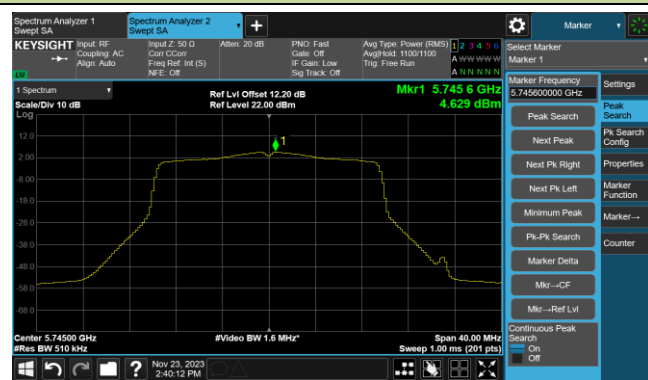 Spectrum Analyzer 1
Swept SA
Spectrum Analyzer 2
Swept SA
+
Marker
KEYSIGHT
Input: RF
Coupling: AC
Align: Auto
Input Z: 50 Ω
Corr CCorr
Freq Ref: Int (S)
NFE: Off
Atten: 20 dB
PNO: Fast
Gate: Off
IF Gain: Low
Sig Track: Off
Avg Type: Power (RMS)
Avg|Hold: 1100/1100
Trig: Free Run
1 2 3 4 5 6
A W W W W W
A N N N N N
LVI
Select Marker
Marker 1
1 Spectrum
Scale/Div 10 dB
Log
Ref Lvl Offset 12.20 dB
Ref Level 22.00 dBm
Mkr1 5.745 6 GHz
4.629 dBm
1
12.0
2.00
-8.00
-18.0
-28.0
-38.0
-48.0
-58.0
-68.0
Center 5.74500 GHz
#Res BW 510 kHz
#Video BW 1.6 MHz*
Span 40.00 MHz
Sweep 1.00 ms (201 pts)
Marker Frequency
5.745600000 GHz
Peak Search
Next Peak
Next Pk Right
Next Pk Left
Minimum Peak
Pk-Pk Search
Marker Delta
Mkr→CF
Mkr→Ref Lvl
Continuous Peak
Search
On
Off
Settings
Peak
Search
Pk Search
Config
Properties
Marker
Function
Marker→
Counter
?
Nov 23, 2023
2:40:12 PM